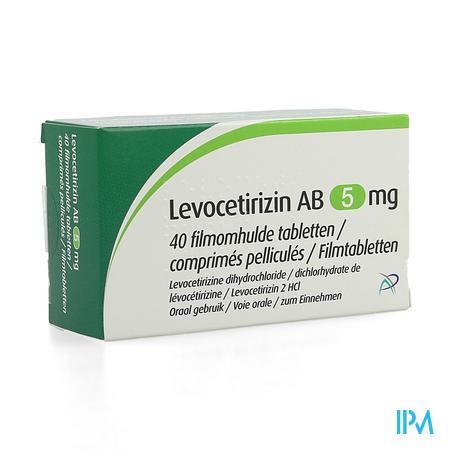 Levocetirizin AB 5 mg
40 filmomhulde tabletten /
comprimés pelliculés / Filmtabletten
Levocetirizin AB 5 mg
40 filmomhulde tabletten /
comprimés pelliculés / Filmtabletten
Levocetirizine dihydrochloride / dichlorhydrate de
lévocétirizine / Levocetirizin 2 HCl
Oraal gebruik / Voie orale / zum Einnehmen
IPM